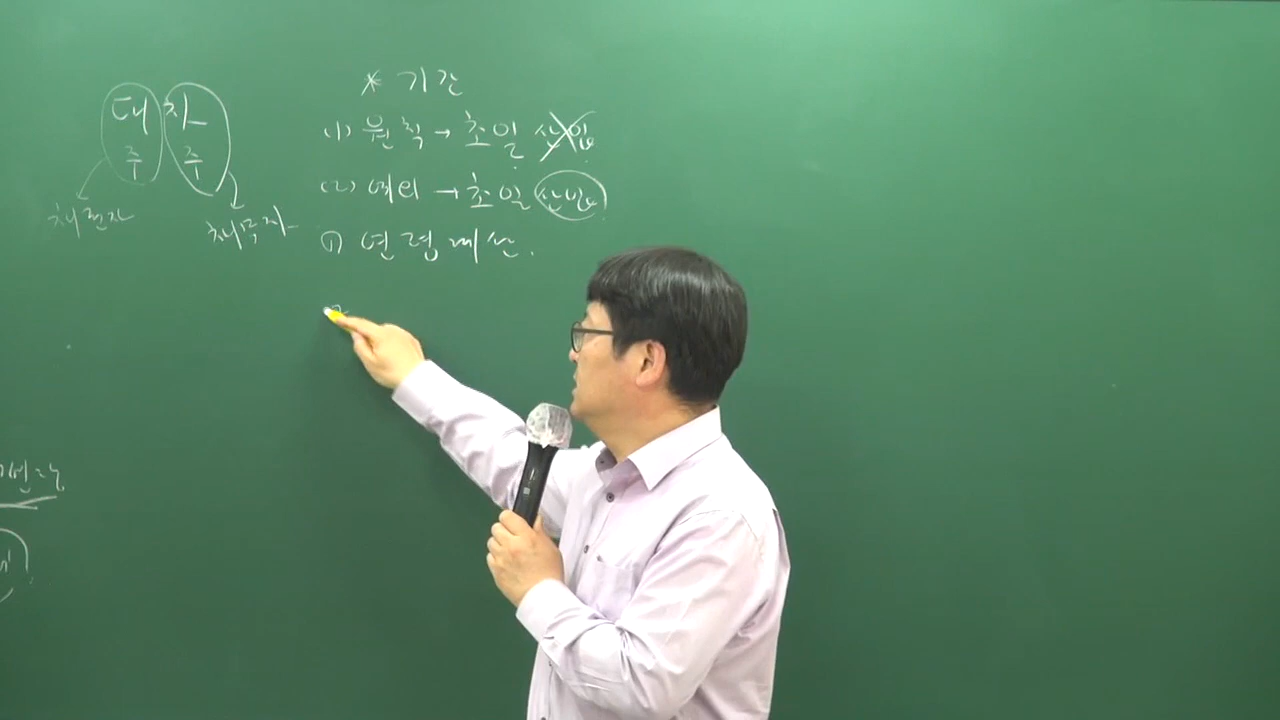 대 차
주 주
채권자
채무자
* 기간
(1) 원칙 → 초일 산입
(2) 예외 → 초일 산입
① 연령계산.